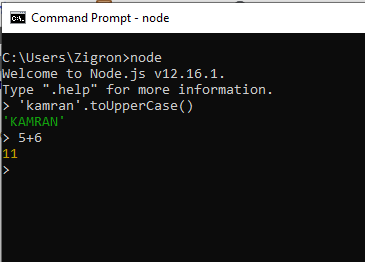 Command Prompt - node
C:\Users\Zigron>node
Welcome to Node.js v12.16.1.
Type ".help" for more information.
> 'kamran'.toUpperCase()
'KAMRAN'
> 5+6
11
>